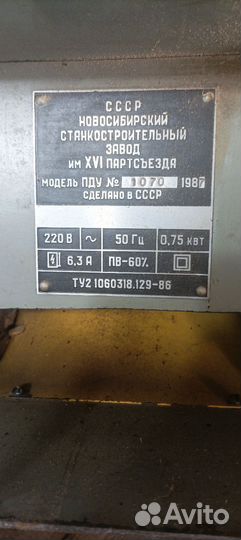 СССР
НОВОСИБИРСКИЙ
СТАНКОСТРОИТЕЛЬНЫЙ
ЗАВОД
ИМ XVI ПАРТСЪЕЗДА
МОДЕЛЬ ПДУ № 1070 1987
СДЕЛАНО В СССР
220 В ~ 50 Гц 0,75 кВт
6,3 А ПВ-60%
ТУ2 1060318.129-86
Avito